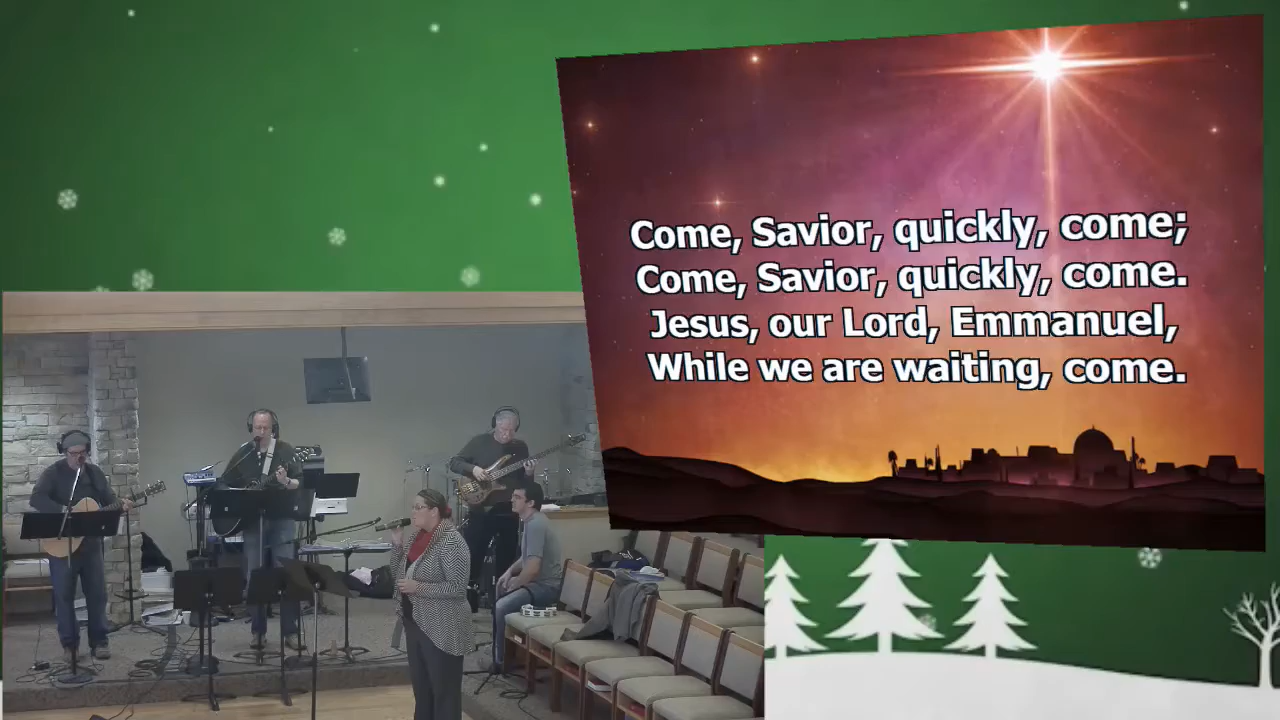 Come, Savior, quickly, come;
Come, Savior, quickly, come.
Jesus, our Lord, Emmanuel,
While we are waiting, come.